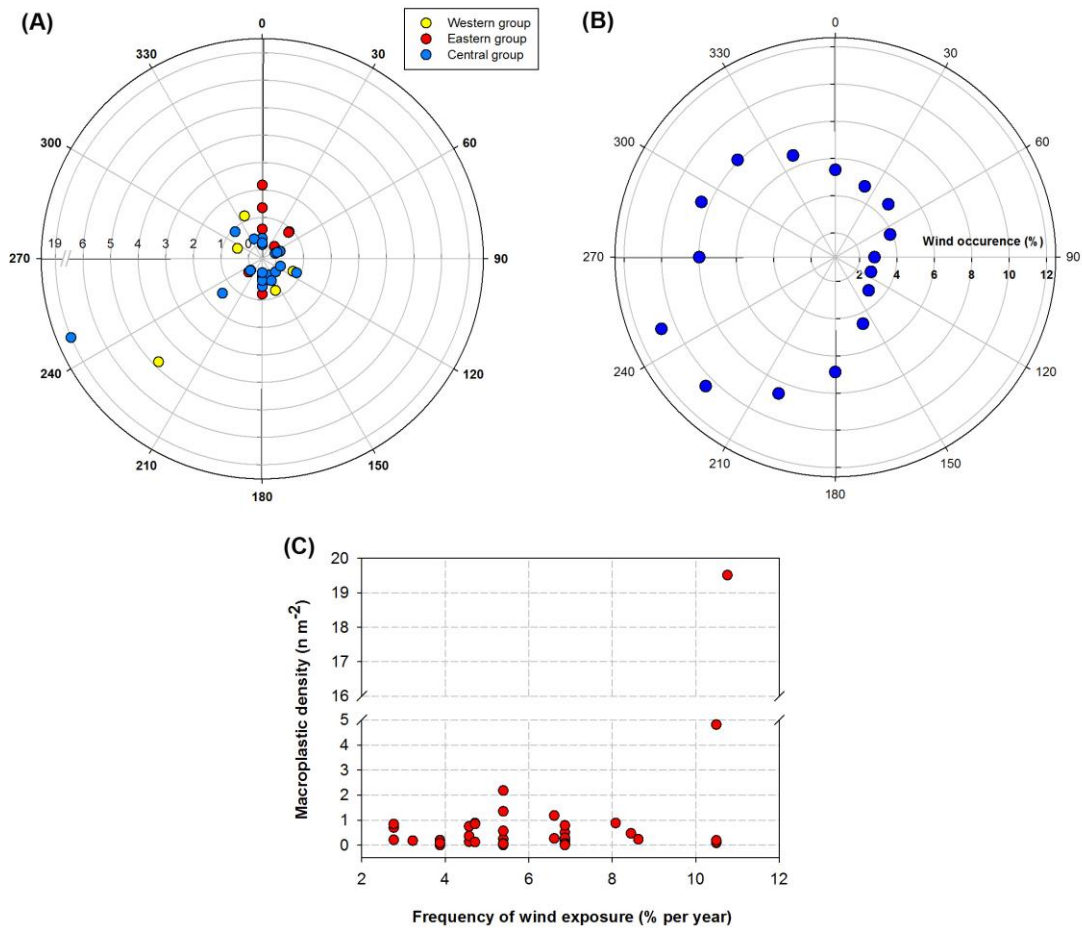 (A)
0
Western group
Eastern group
Central group
330
30
300
60
19 6 5 4 3 2 1 0
270
90
240
120
210
150
180
(B)
0
330
30
300
60
Wind occurence (%)
270
2 4 6 8 10 12
90
240
120
210
150
180
(C)
20
19
18
17
16
5
4
3
2
1
0
Macroplastic density (n m⁻²)
2 4 6 8 10 12
Frequency of wind exposure (% per year)